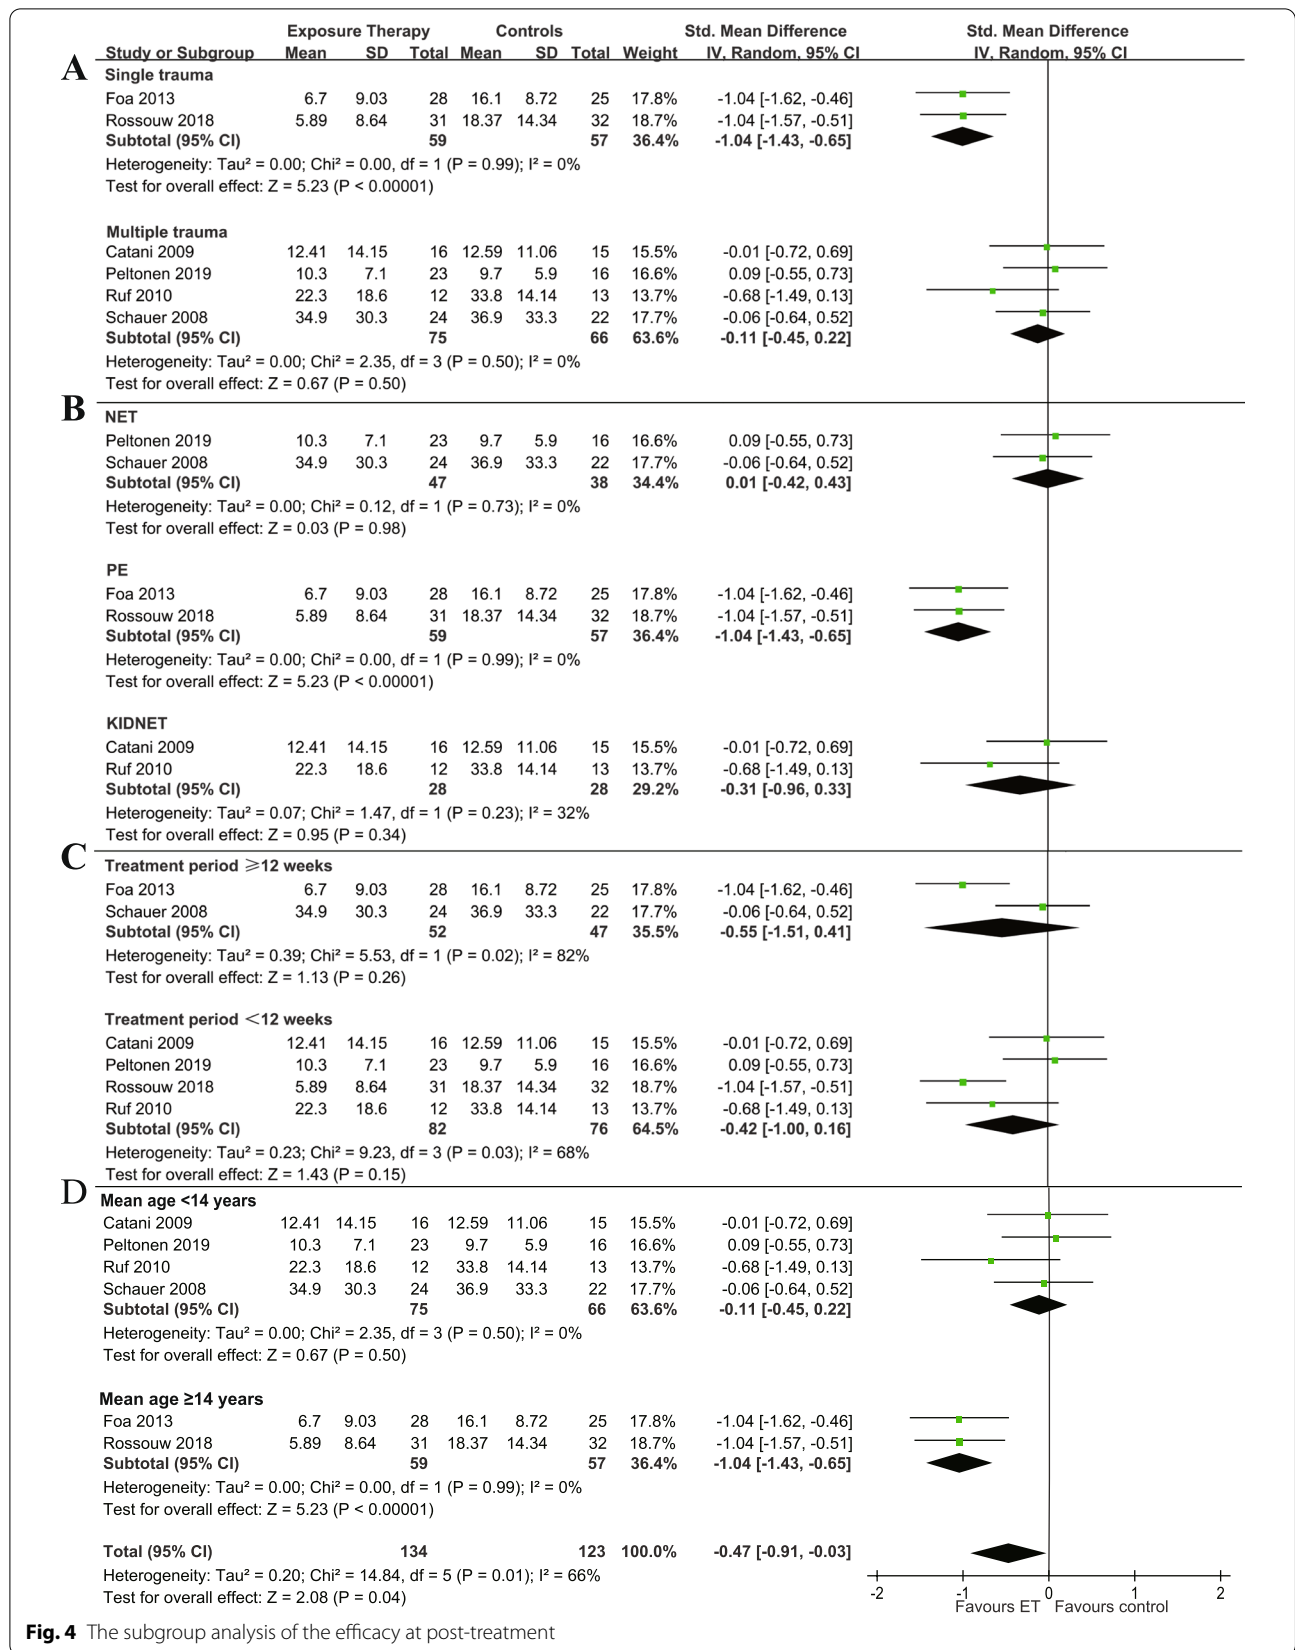 Exposure Therapy Controls Std. Mean Difference Std. Mean Difference
Study or Subgroup Mean SD Total Mean SD Total Weight IV, Random, 95% CI IV, Random, 95% CI
A
Single trauma
Foa 2013 6.7 9.03 28 16.1 8.72 25 17.8% -1.04 [-1.62, -0.46]
Rossouw 2018 5.89 8.64 31 18.37 14.34 32 18.7% -1.04 [-1.57, -0.51]
Subtotal (95% CI) 59 57 36.4% -1.04 [-1.43, -0.65]
Heterogeneity: Tau² = 0.00; Chi² = 0.00, df = 1 (P = 0.99); I² = 0%
Test for overall effect: Z = 5.23 (P < 0.00001)
Multiple trauma
Catani 2009 12.41 14.15 16 12.59 11.06 15 15.5% -0.01 [-0.72, 0.69]
Peltonen 2019 10.3 7.1 23 9.7 5.9 16 16.6% 0.09 [-0.55, 0.73]
Ruf 2010 22.3 18.6 12 33.8 14.14 13 13.7% -0.68 [-1.49, 0.13]
Schauer 2008 34.9 30.3 24 36.9 33.3 22 17.7% -0.06 [-0.64, 0.52]
Subtotal (95% CI) 75 66 63.6% -0.11 [-0.45, 0.22]
Heterogeneity: Tau² = 0.00; Chi² = 2.35, df = 3 (P = 0.50); I² = 0%
Test for overall effect: Z = 0.67 (P = 0.50)
B
NET
Peltonen 2019 10.3 7.1 23 9.7 5.9 16 16.6% 0.09 [-0.55, 0.73]
Schauer 2008 34.9 30.3 24 36.9 33.3 22 17.7% -0.06 [-0.64, 0.52]
Subtotal (95% CI) 47 38 34.4% 0.01 [-0.42, 0.43]
Heterogeneity: Tau² = 0.00; Chi² = 0.12, df = 1 (P = 0.73); I² = 0%
Test for overall effect: Z = 0.03 (P = 0.98)
PE
Foa 2013 6.7 9.03 28 16.1 8.72 25 17.8% -1.04 [-1.62, -0.46]
Rossouw 2018 5.89 8.64 31 18.37 14.34 32 18.7% -1.04 [-1.57, -0.51]
Subtotal (95% CI) 59 57 36.4% -1.04 [-1.43, -0.65]
Heterogeneity: Tau² = 0.00; Chi² = 0.00, df = 1 (P = 0.99); I² = 0%
Test for overall effect: Z = 5.23 (P < 0.00001)
KIDNET
Catani 2009 12.41 14.15 16 12.59 11.06 15 15.5% -0.01 [-0.72, 0.69]
Ruf 2010 22.3 18.6 12 33.8 14.14 13 13.7% -0.68 [-1.49, 0.13]
Subtotal (95% CI) 28 28 29.2% -0.31 [-0.96, 0.33]
Heterogeneity: Tau² = 0.07; Chi² = 1.47, df = 1 (P = 0.23); I² = 32%
Test for overall effect: Z = 0.95 (P = 0.34)
C
Treatment period ≥12 weeks
Foa 2013 6.7 9.03 28 16.1 8.72 25 17.8% -1.04 [-1.62, -0.46]
Schauer 2008 34.9 30.3 24 36.9 33.3 22 17.7% -0.06 [-0.64, 0.52]
Subtotal (95% CI) 52 47 35.5% -0.55 [-1.51, 0.41]
Heterogeneity: Tau² = 0.39; Chi² = 5.53, df = 1 (P = 0.02); I² = 82%
Test for overall effect: Z = 1.13 (P = 0.26)
Treatment period <12 weeks
Catani 2009 12.41 14.15 16 12.59 11.06 15 15.5% -0.01 [-0.72, 0.69]
Peltonen 2019 10.3 7.1 23 9.7 5.9 16 16.6% 0.09 [-0.55, 0.73]
Rossouw 2018 5.89 8.64 31 18.37 14.34 32 18.7% -1.04 [-1.57, -0.51]
Ruf 2010 22.3 18.6 12 33.8 14.14 13 13.7% -0.68 [-1.49, 0.13]
Subtotal (95% CI) 82 76 64.5% -0.42 [-1.00, 0.16]
Heterogeneity: Tau² = 0.23; Chi² = 9.23, df = 3 (P = 0.03); I² = 68%
Test for overall effect: Z = 1.43 (P = 0.15)
D
Mean age <14 years
Catani 2009 12.41 14.15 16 12.59 11.06 15 15.5% -0.01 [-0.72, 0.69]
Peltonen 2019 10.3 7.1 23 9.7 5.9 16 16.6% 0.09 [-0.55, 0.73]
Ruf 2010 22.3 18.6 12 33.8 14.14 13 13.7% -0.68 [-1.49, 0.13]
Schauer 2008 34.9 30.3 24 36.9 33.3 22 17.7% -0.06 [-0.64, 0.52]
Subtotal (95% CI) 75 66 63.6% -0.11 [-0.45, 0.22]
Heterogeneity: Tau² = 0.00; Chi² = 2.35, df = 3 (P = 0.50); I² = 0%
Test for overall effect: Z = 0.67 (P = 0.50)
Mean age ≥14 years
Foa 2013 6.7 9.03 28 16.1 8.72 25 17.8% -1.04 [-1.62, -0.46]
Rossouw 2018 5.89 8.64 31 18.37 14.34 32 18.7% -1.04 [-1.57, -0.51]
Subtotal (95% CI) 59 57 36.4% -1.04 [-1.43, -0.65]
Heterogeneity: Tau² = 0.00; Chi² = 0.00, df = 1 (P = 0.99); I² = 0%
Test for overall effect: Z = 5.23 (P < 0.00001)
Total (95% CI) 134 123 100.0% -0.47 [-0.91, -0.03]
Heterogeneity: Tau² = 0.20; Chi² = 14.84, df = 5 (P = 0.01); I² = 66%
Test for overall effect: Z = 2.08 (P = 0.04)
-2 -1 0 1 2
Favours ET Favours control
Fig. 4 The subgroup analysis of the efficacy at post-treatment